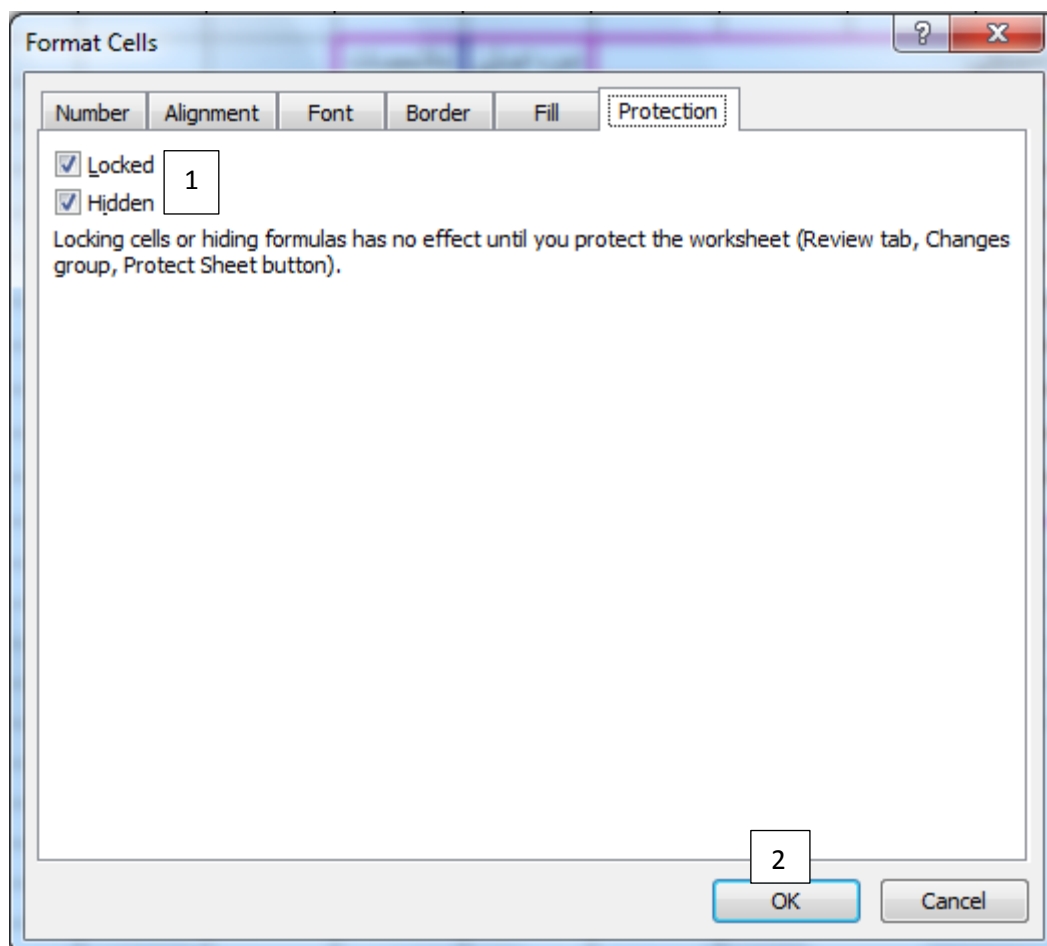 Format Cells
Number Alignment Font Border Fill Protection
Locked
1
Hidden
Locking cells or hiding formulas has no effect until you protect the worksheet (Review tab, Changes
group, Protect Sheet button).
2
OK Cancel